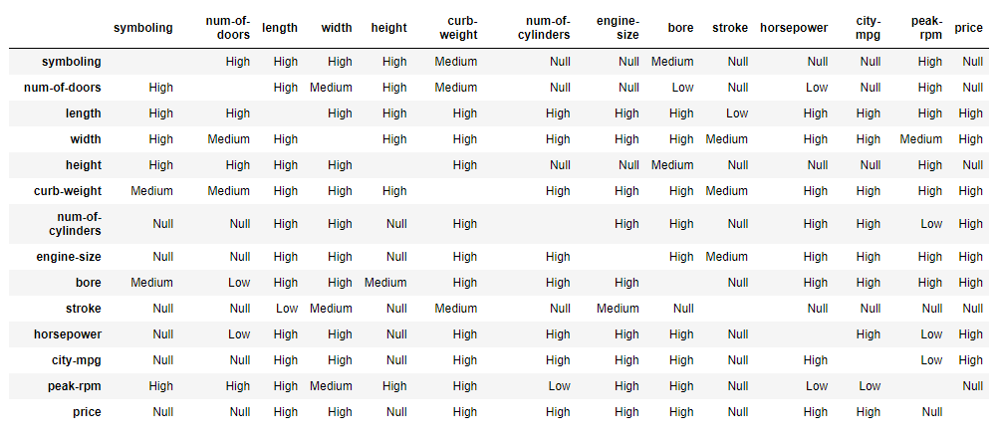 symboling num-of-doors length width height curb-weight num-of-cylinders engine-size bore stroke horsepower city-mpg peak-rpm price
symboling High High High High Medium Null Null Medium Null Null Null High Null
num-of-doors High High Medium High Medium Null Null Low Null Low Null High Null
length High High High High High High High High Low High High High High
width High Medium High High High High High High Medium High High Medium High
height High High High High High Null Null Medium Null Null Null High Null
curb-weight Medium Medium High High High High High High Medium High High High High
num-of-cylinders Null Null High High Null High High High Null High High Low High
engine-size Null Null High High Null High High High Medium High High High High
bore Medium Low High High Medium High High High Null High High High High
stroke Null Null Low Medium Null Medium Null Medium Null Null Null Null Null
horsepower Null Low High High Null High High High High Null High Low High
city-mpg Null Null High High Null High High High High Null High Low High
peak-rpm High High High Medium High High Low High High Null Low Low Null
price Null Null High High Null High High High High Null High High Null